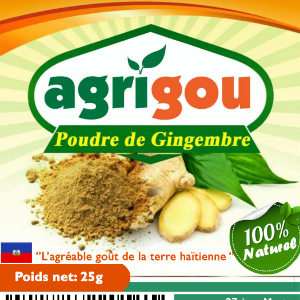 agrigou
Poudre de Gingembre
100%
Naturel
"L'agréable goût de la terre haïtienne"
Poids net: 25g